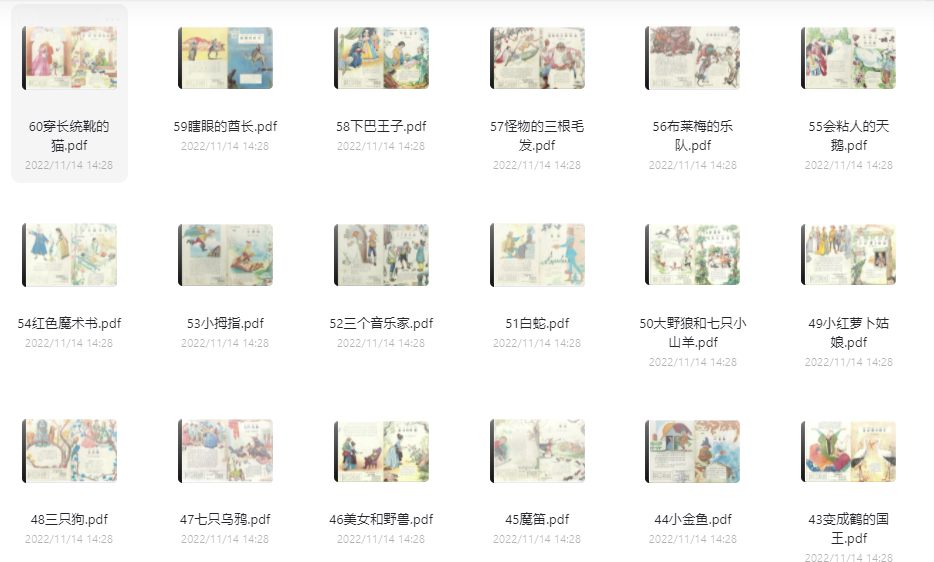 60穿长统靴的
猫.pdf
2022/11/14 14:28
59瞎眼的酋长.pdf
2022/11/14 14:28
58下巴王子.pdf
2022/11/14 14:28
57怪物的三根毛
发.pdf
2022/11/14 14:28
56布莱梅的乐
队.pdf
2022/11/14 14:28
55会粘人的天
鹅.pdf
2022/11/14 14:28
54红色魔术书.pdf
2022/11/14 14:28
53小拇指.pdf
2022/11/14 14:28
52三个音乐家.pdf
2022/11/14 14:28
51白蛇.pdf
2022/11/14 14:28
50大野狼和七只小
山羊.pdf
2022/11/14 14:28
49小红萝卜姑
娘.pdf
2022/11/14 14:28
48三只狗.pdf
2022/11/14 14:28
47七只乌鸦.pdf
2022/11/14 14:28
46美女和野兽.pdf
2022/11/14 14:28
45魔笛.pdf
2022/11/14 14:28
44小金鱼.pdf
2022/11/14 14:28
43变成鹤的国
王.pdf
2022/11/14 14:28